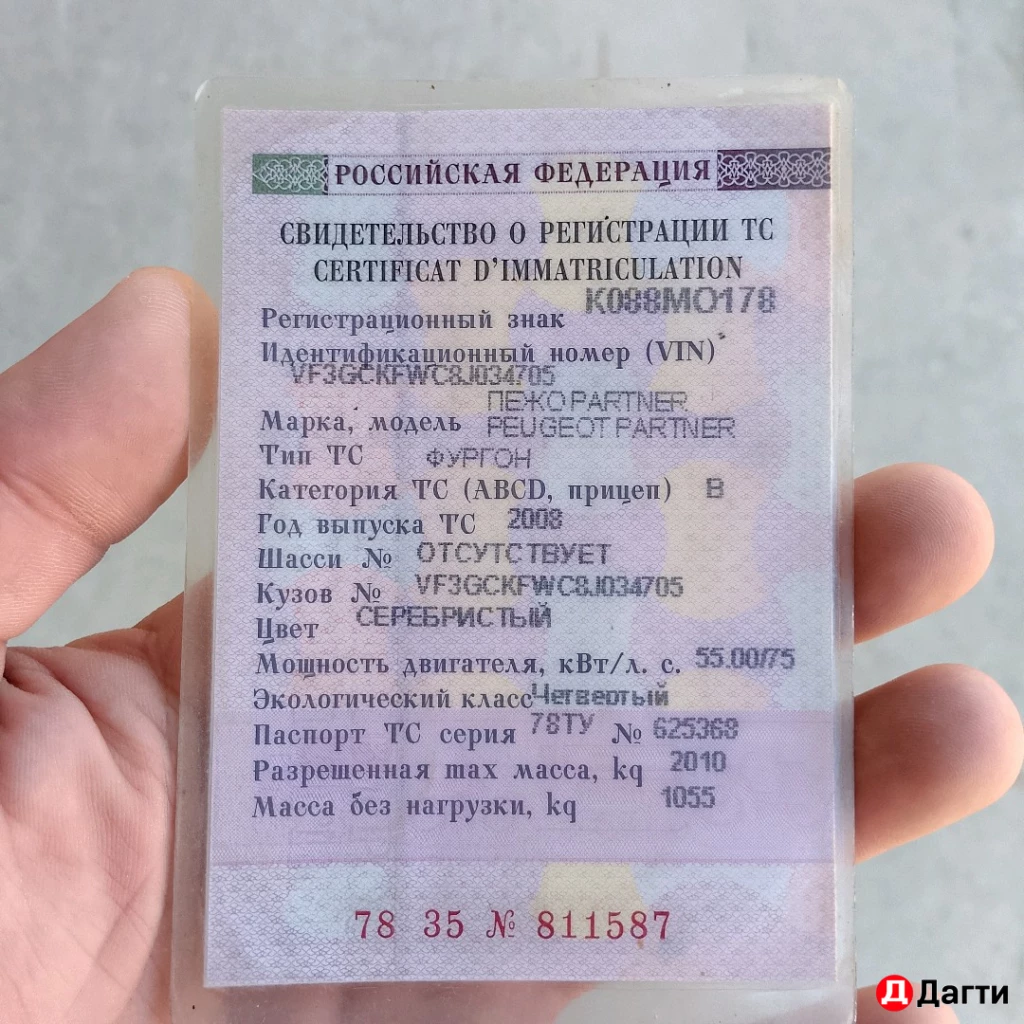 РОССИЙСКАЯ ФЕДЕРАЦИЯ
СВИДЕТЕЛЬСТВО О РЕГИСТРАЦИИ ТС
CERTIFICAT D'IMMATRICULATION
Регистрационный знак К088МО178
Идентификационный номер (VIN)
VF3GCKFWC8J034705
ПЕЖО PARTNER
Марка, модель PEUGEOT PARTNER
Тип ТС ФУРГОН
Категория ТС (ABCD, прицеп) B
Год выпуска ТС 2008
Шасси № ОТСУТСТВУЕТ
Кузов № VF3GCKFWC8J034705
Цвет СЕРЕБРИСТЫЙ
Мощность двигателя, кВт/л. с. 55.00/75
Экологический класс Четвертый
Паспорт ТС серия 78ТУ № 625368
Разрешенная max масса, kg 2010
Масса без нагрузки, kg 1055
78 35 № 811587
Д Дагти